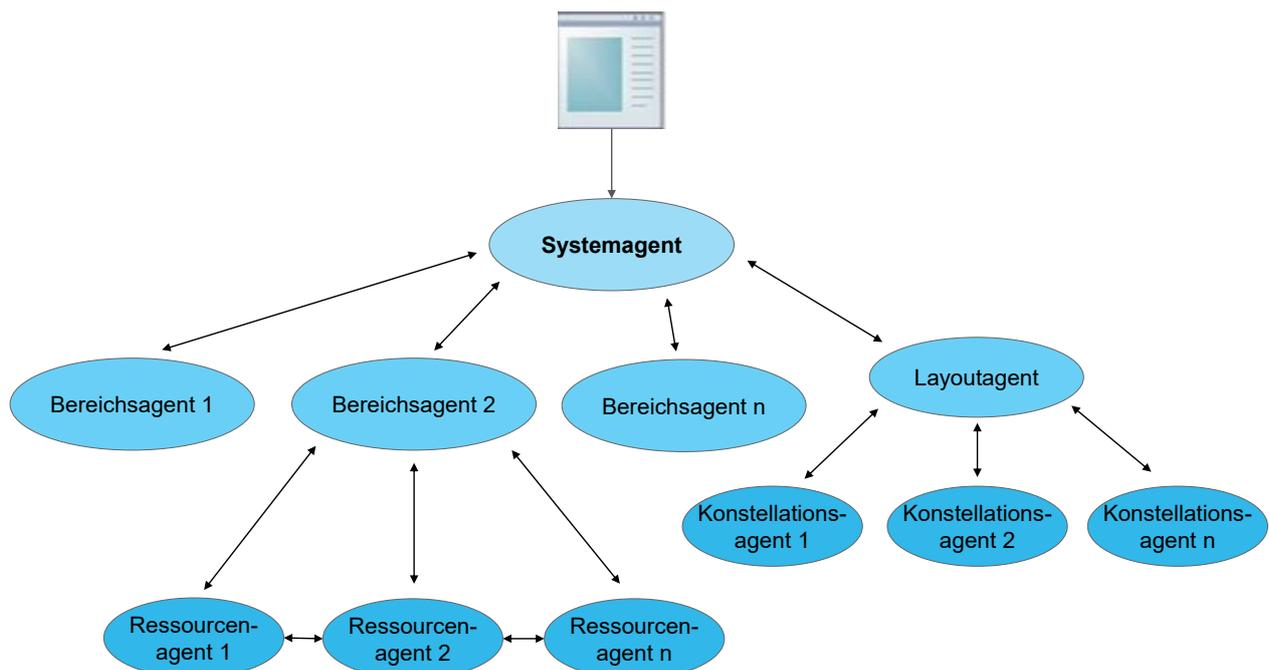 Systemagent
Bereichsagent 1
Bereichsagent 2
Bereichsagent n
Layoutagent
Konstellations-
agent 1
Konstellations-
agent 2
Konstellations-
agent n
Ressourcen-
agent 1
Ressourcen-
agent 2
Ressourcen-
agent n